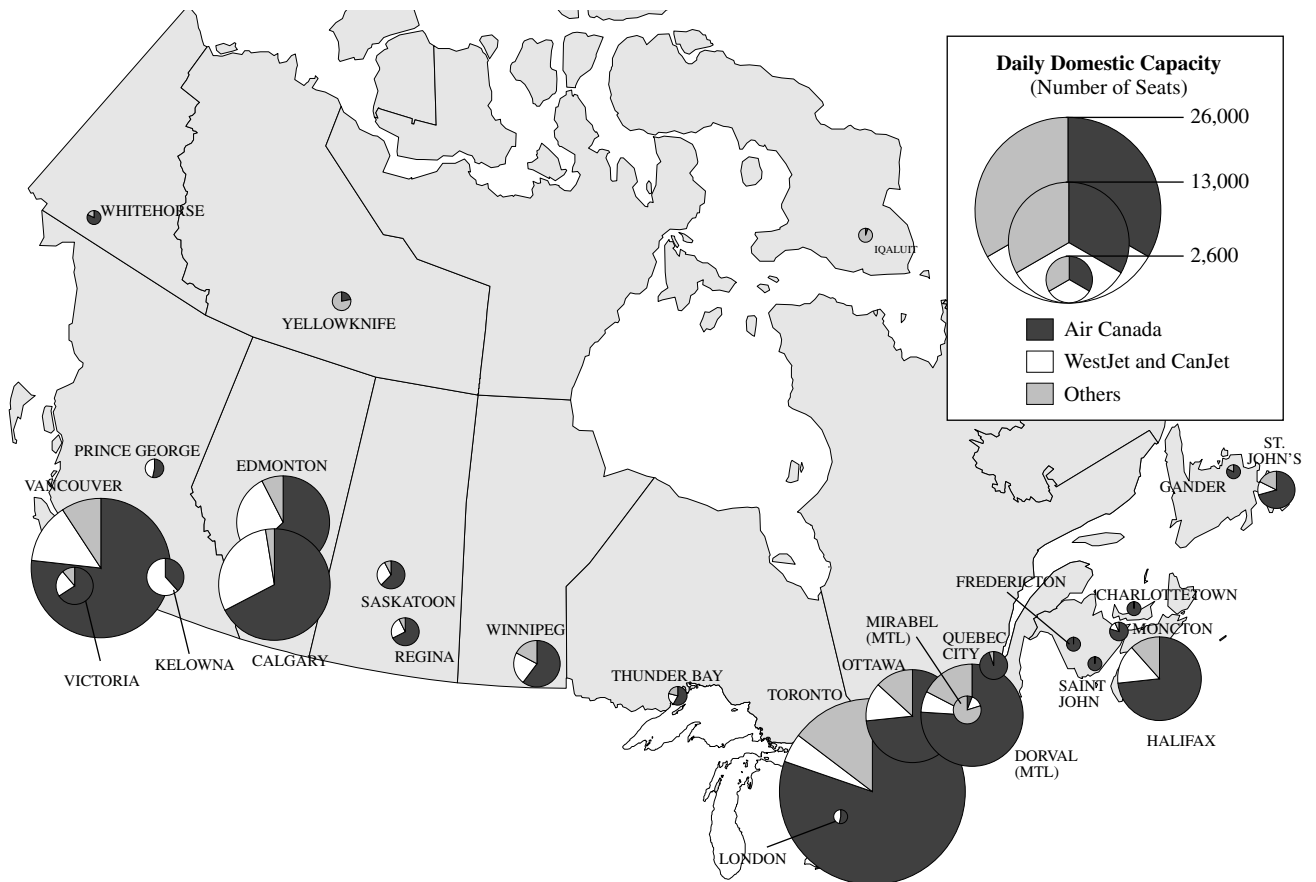 Daily Domestic Capacity
(Number of Seats)
26,000
13,000
2,600
Air Canada
WestJet and CanJet
Others
WHITEHORSE
IQALUIT
YELLOWKNIFE
PRINCE GEORGE
EDMONTON
VANCOUVER
ST.
JOHN'S
GANDER
SASKATOON
FREDERICTON
CHARLOTTETOWN
MONCTON
MIRABEL
(MTL)
QUEBEC
CITY
WINNIPEG
REGINA
CALGARY
KELOWNA
VICTORIA
THUNDER BAY
OTTAWA
TORONTO
SAINT
JOHN
HALIFAX
DORVAL
(MTL)
LONDON